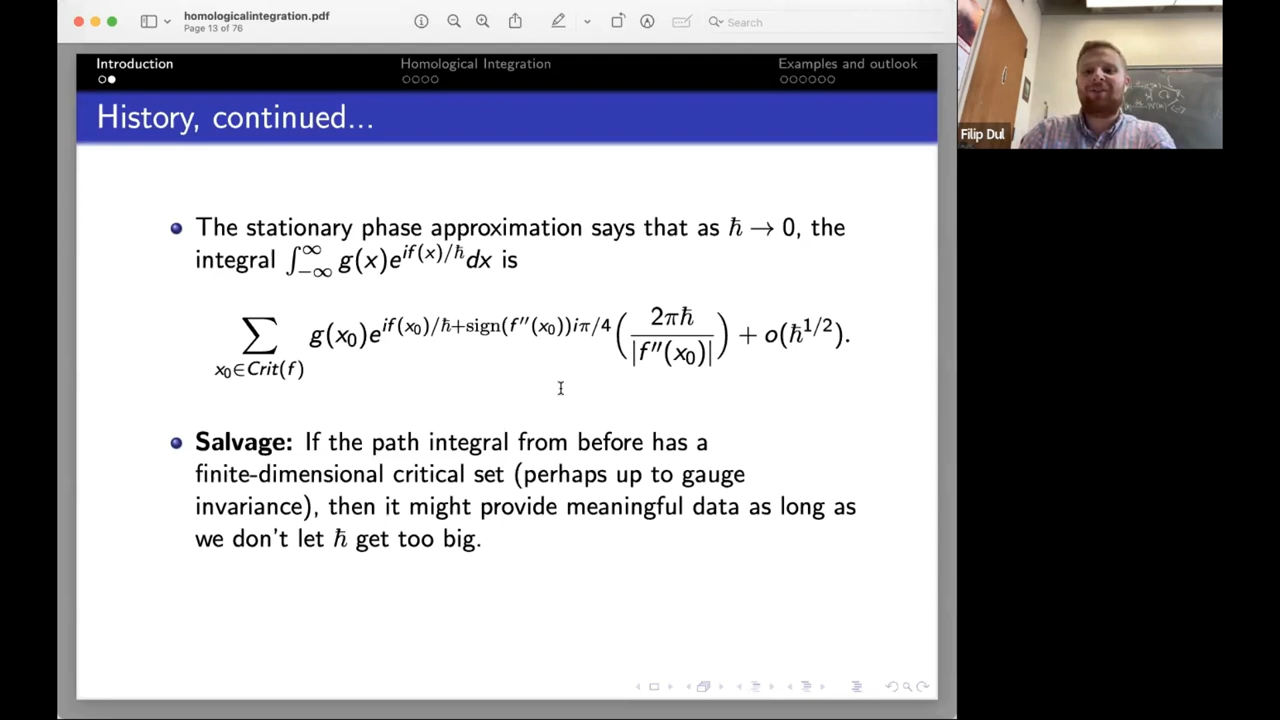 homologicalintegration.pdf
Page 13 of 76
Search
Introduction
Homological Integration
Examples and outlook
History, continued...
The stationary phase approximation says that as ℏ → 0, the
integral ∫_{-∞}^{∞} g(x)e^{if(x)/ℏ}dx is
∑_{x₀∈Crit(f)} g(x₀)e^{if(x₀)/ℏ+sign(f''(x₀))iπ/4} (2πℏ/|f''(x₀)|) + o(ℏ^{1/2}).
Salvage: If the path integral from before has a
finite-dimensional critical set (perhaps up to gauge
invariance), then it might provide meaningful data as long as
we don't let ℏ get too big.
Filip Dul